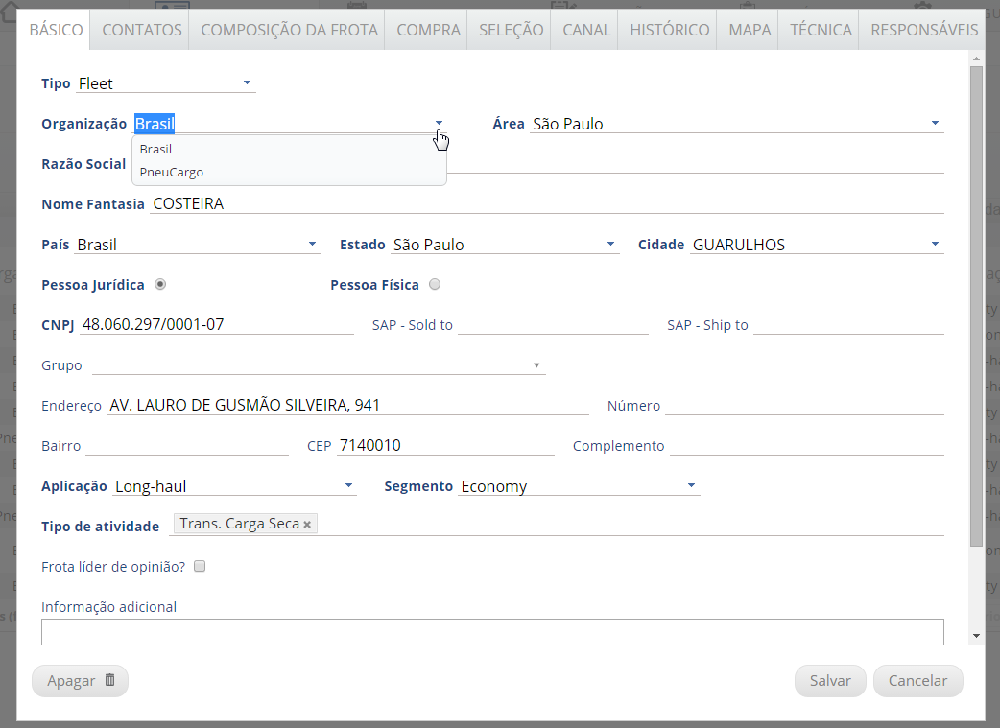 BÁSICO CONTATOS COMPOSIÇÃO DA FROTA COMPRA SELEÇÃO CANAL HISTÓRICO MAPA TÉCNICA RESPONSÁVEIS
Tipo Fleet
Organização Brasil Área São Paulo
Brasil
PneuCargo
Razão Social
Nome Fantasia COSTEIRA
País Brasil Estado São Paulo Cidade GUARULHOS
Pessoa Jurídica Pessoa Física
CNPJ 48.060.297/0001-07 SAP - Sold to SAP - Ship to
Grupo
Endereço AV. LAURO DE GUSMÃO SILVEIRA, 941 Número
Bairro CEP 7140010 Complemento
Aplicação Long-haul Segmento Economy
Tipo de atividade Trans. Carga Seca ×
Frota líder de opinião?
Informação adicional
Apagar Salvar Cancelar